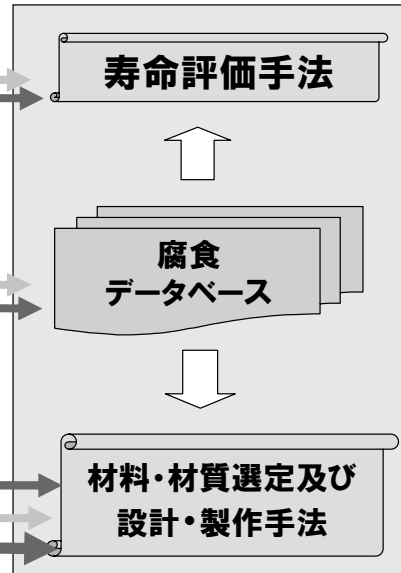 寿命評価手法
腐食
データベース
材料・材質選定及び
設計・製作手法